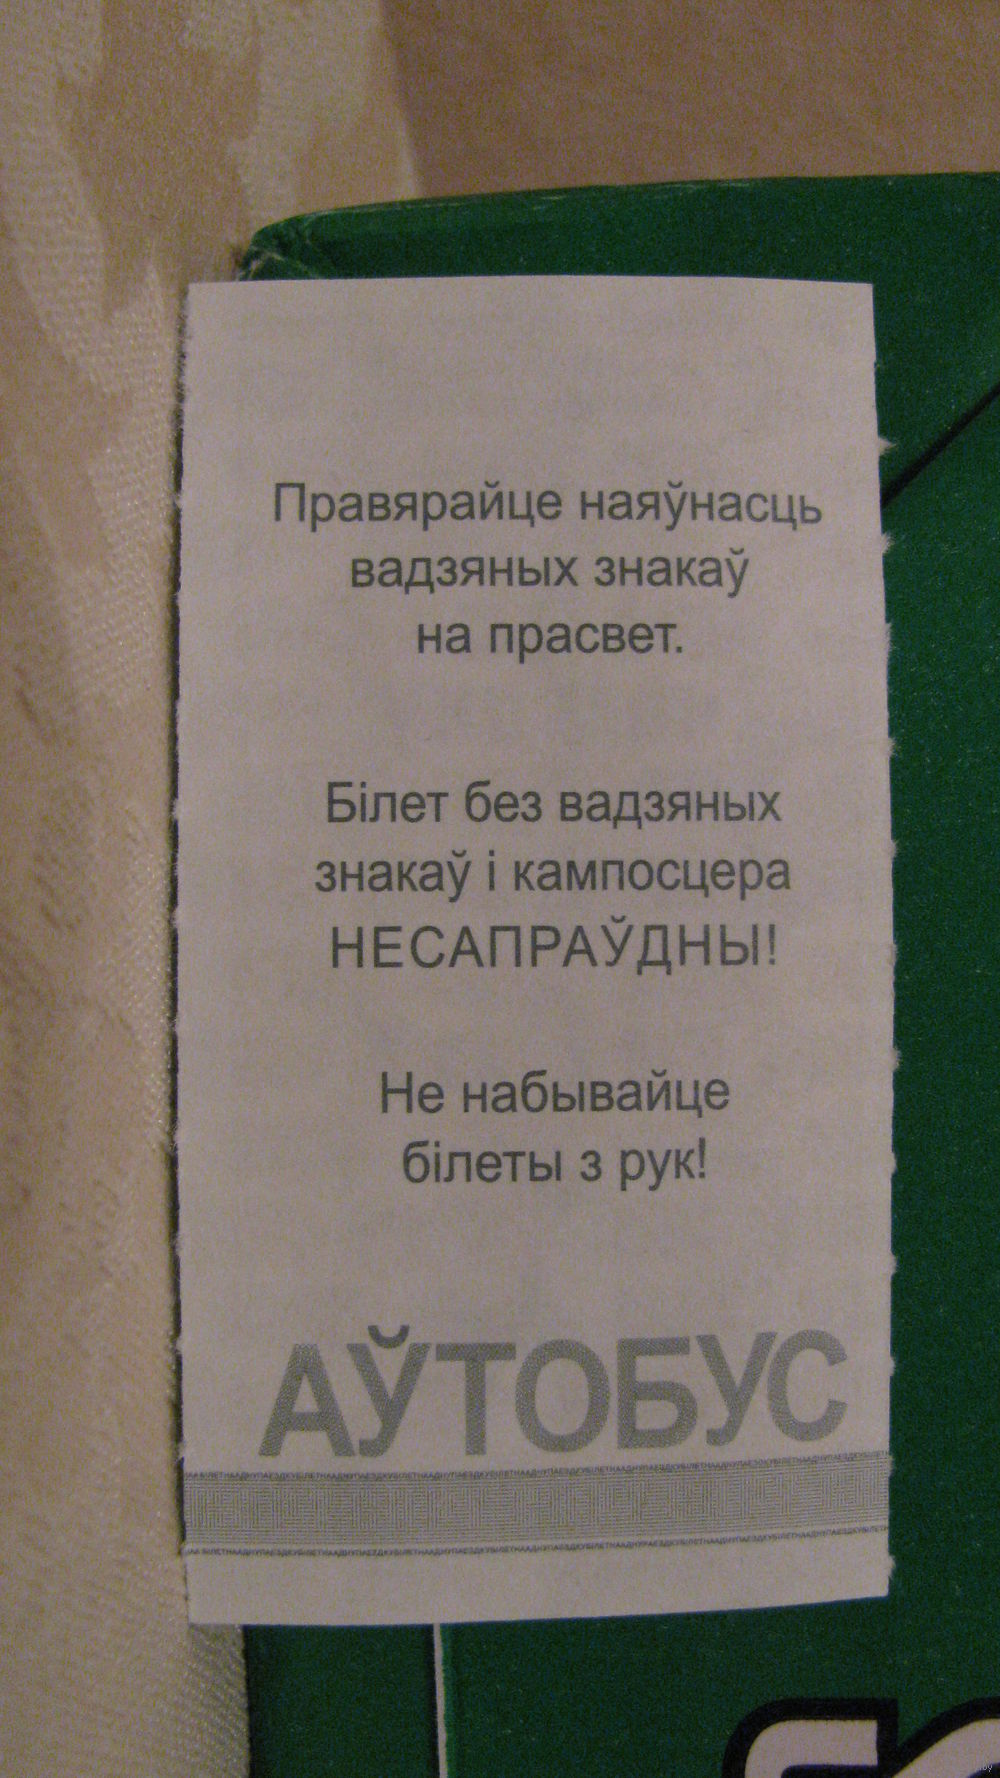 Правярайце наяўнасць
вадзяных знакаў
на прасвет.
Білет без вадзяных
знакаў і кампосцера
НЕСАПРАЎДНЫ!
Не набывайце
білеты з рук!
АЎТОБУС